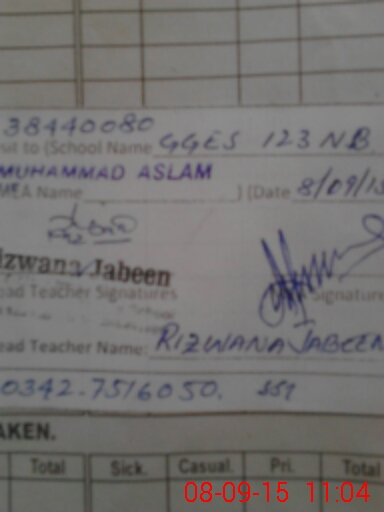 38440080
sit to (School Name GGES 123 NB
MUHAMMAD ASLAM
MEA Name ) (Date 8/09/15
izwana Jabeen
ead Teacher Signatures Signature
ead Teacher Name: RIZWANA JABEEN
0342-7516050. SST
AKEN.
Total Sick. Casual. Pri. Total
08-09-15 11:04